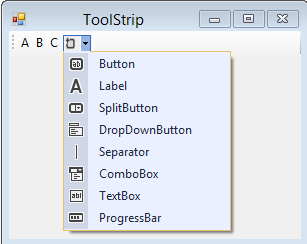 ToolStrip
A B C
Button
Label
SplitButton
DropDownButton
Separator
ComboBox
TextBox
ProgressBar